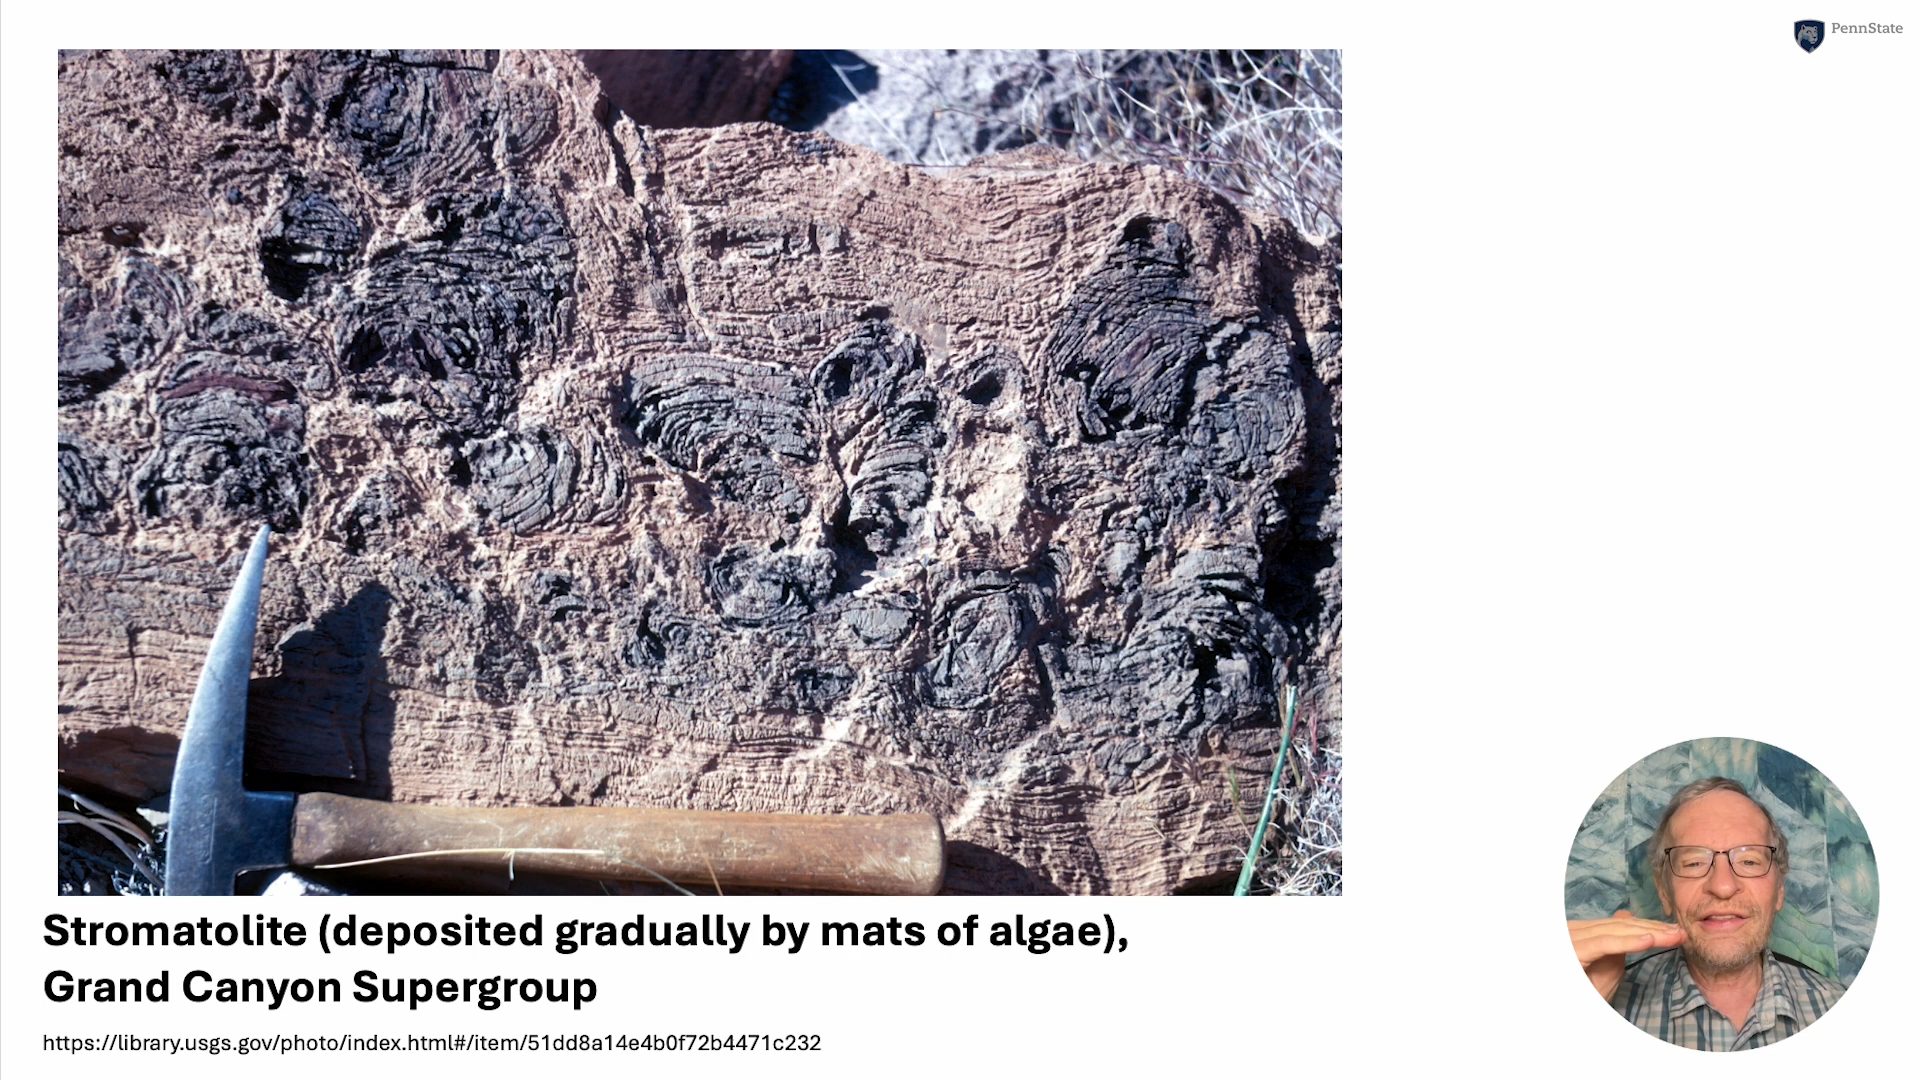 PennState
Stromatolite (deposited gradually by mats of algae),
Grand Canyon Supergroup
https://library.usgs.gov/photo/index.html#/item/51dd8a14e4b0f72b4471c232